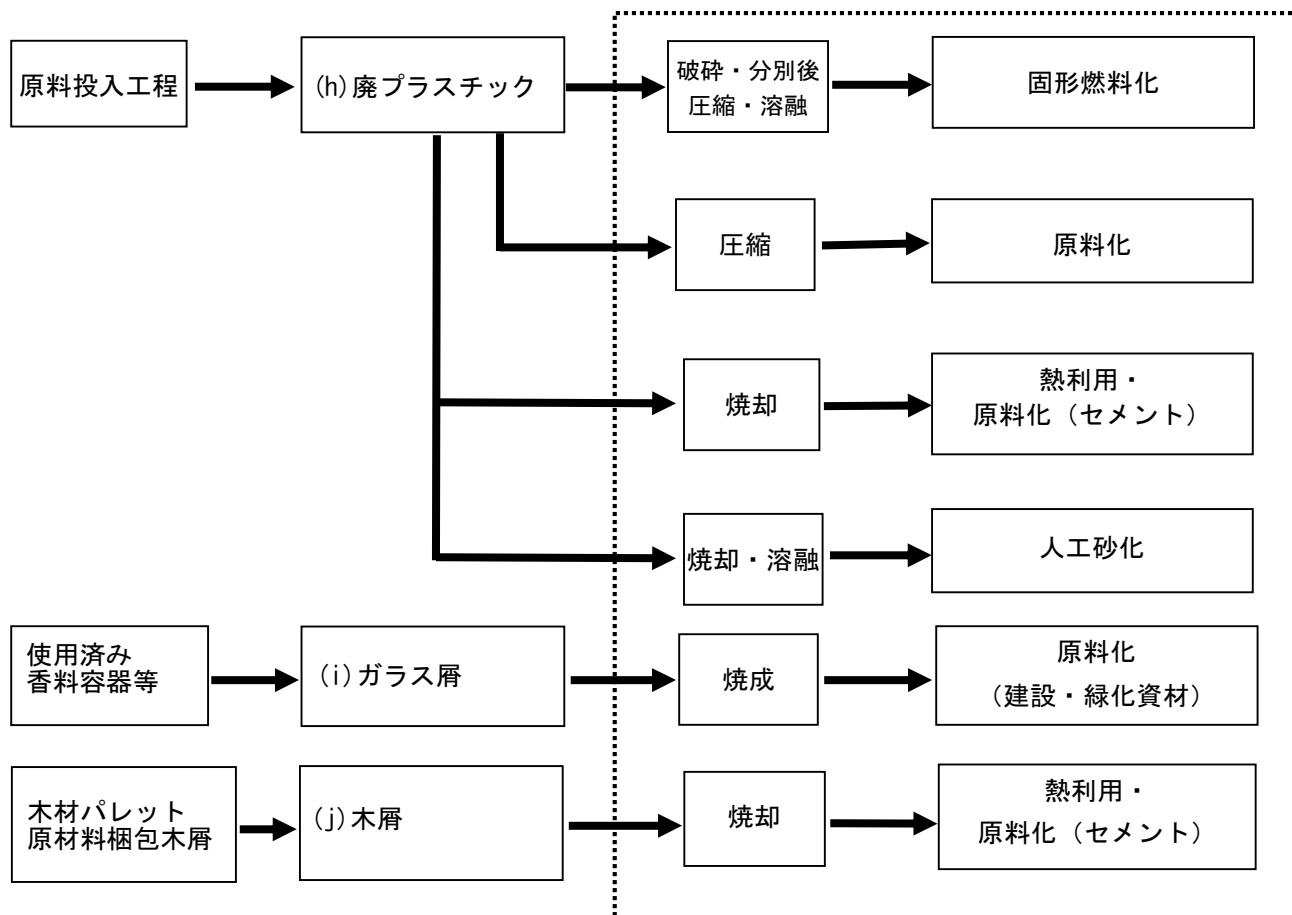 原料投入工程
(h)廃プラスチック
破砕・分別後
圧縮・溶融
固形燃料化
圧縮
原料化
焼却
熱利用・
原料化(セメント)
焼却・溶融
人工砂化
使用済み
香料容器等
(i)ガラス屑
焼成
原料化
(建設・緑化資材)
木材パレット
原材料梱包木屑
(j)木屑
焼却
熱利用・
原料化(セメント)